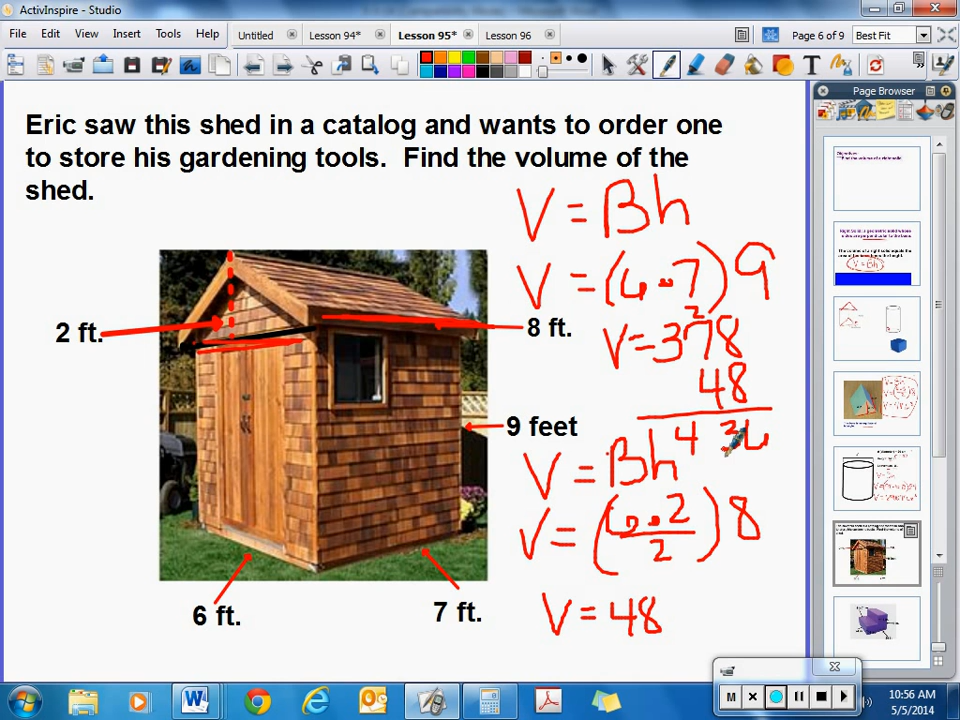 ActivInspire - Studio
File Edit View Insert Tools Help Untitled Lesson 94* Lesson 95* Lesson 96 Page 6 of 9 Best Fit
Page Browser
Eric saw this shed in a catalog and wants to order one
to store his gardening tools. Find the volume of the
shed.
V = Bh
V = (6 • 7) 9
2
V = 378
48
4 36
2 ft.
8 ft.
9 feet
V = Bh
V = (6 • 2 / 2) 8
V = 48
6 ft.
7 ft.
M
10:56 AM
5/5/2014